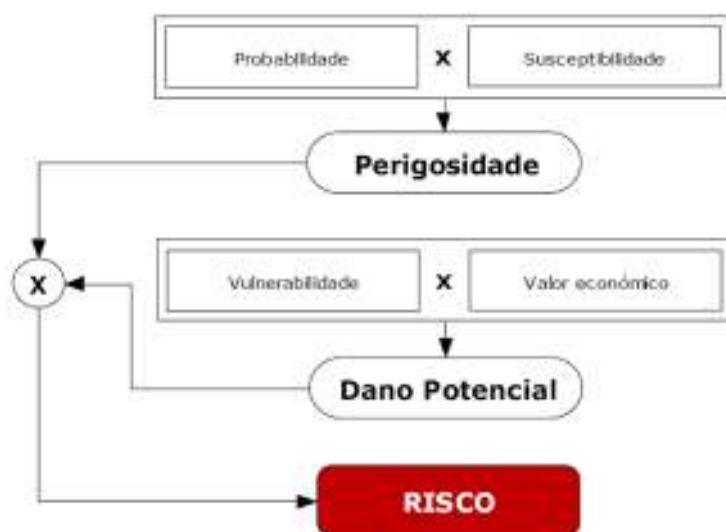 Probabilidade X Susceptibilidade
Perigosidade
Vulnerabilidade X Valor económico
X
Dano Potencial
RISCO